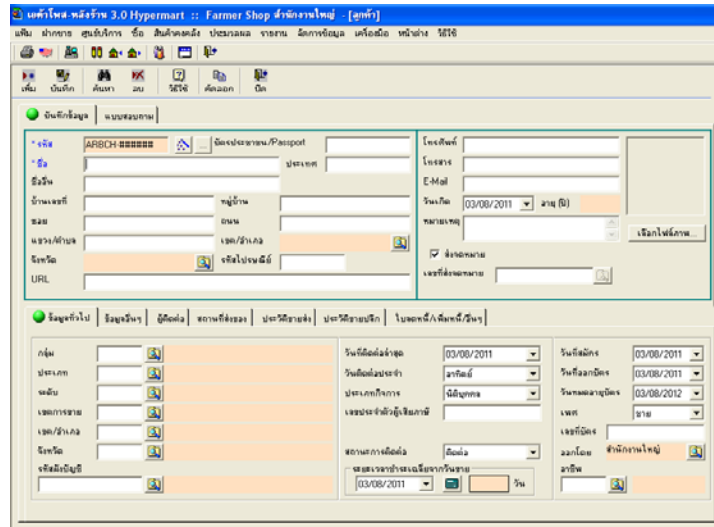 เอค้าโพส-หลังร้าน 3.0 Hypermart :: Farmer Shop สำนักงานใหญ่ - [ลูกค้า]
แฟ้ม ฝากขาย ศูนย์บริการ ซื้อ สินค้าคงคลัง ประมวลผล รายงาน จัดการข้อมูล เครื่องมือ หน้าต่าง วิธีใช้
เพิ่ม บันทึก ค้นหา ลบ วิธีใช้ คัดลอก ปิด
บันทึกข้อมูล แบบสอบถาม
* รหัส ARBCH-###### ... บัตรประชาชน/Passport โทรศัพท์
* ชื่อ ประเทศ โทรสาร
ชื่ออื่น E-Mail
บ้านเลขที่ หมู่บ้าน วันเกิด 03/08/2011 อายุ (ปี)
ซอย ถนน หมายเหตุ
แขวง/ตำบล เขต/อำเภอ เลือกไฟล์ภาพ...
จังหวัด รหัสไปรษณีย์ ส่งจดหมาย
URL เลขที่ส่งจดหมาย
ข้อมูลทั่วไป ข้อมูลอื่นๆ ผู้ติดต่อ สถานที่ส่งของ ประวัติขายส่ง ประวัติขายปลีก ใบลดหนี้/เพิ่มหนี้/อื่นๆ
กลุ่ม วันที่ติดต่อล่าสุด 03/08/2011 วันที่สมัคร 03/08/2011
ประเภท วันติดต่อประจำ อาทิตย์ วันที่ออกบัตร 03/08/2011
ระดับ ประเภทกิจการ นิติบุคคล วันหมดอายุบัตร 03/08/2012
เขตการขาย เลขประจำตัวผู้เสียภาษี เพศ ชาย
เขต/อำเภอ เลขที่บัตร
จังหวัด สถานะการติดต่อ ติดต่อ ออกโดย สำนักงานใหญ่
รหัสผังบัญชี ระยะเวลาชำระเฉลี่ยจากวันขาย อาชีพ
03/08/2011 วัน